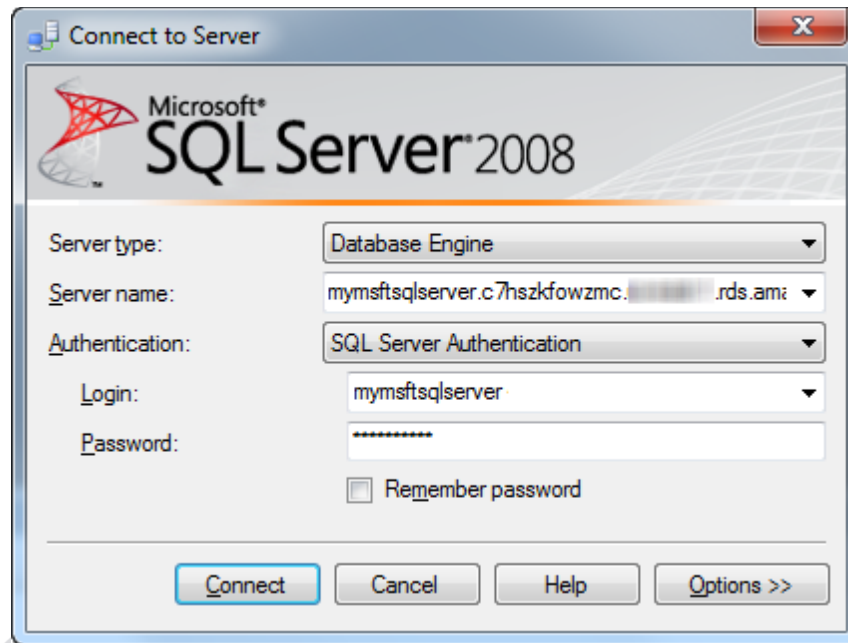 Connect to Server
Microsoft®
SQL Server® 2008
Server type: Database Engine
Server name: mymsftsqlserver.c7hszkfowzmc. .rds.ama
Authentication: SQL Server Authentication
Login: mymsftsqlserver
Password: **********
Remember password
Connect Cancel Help Options >>